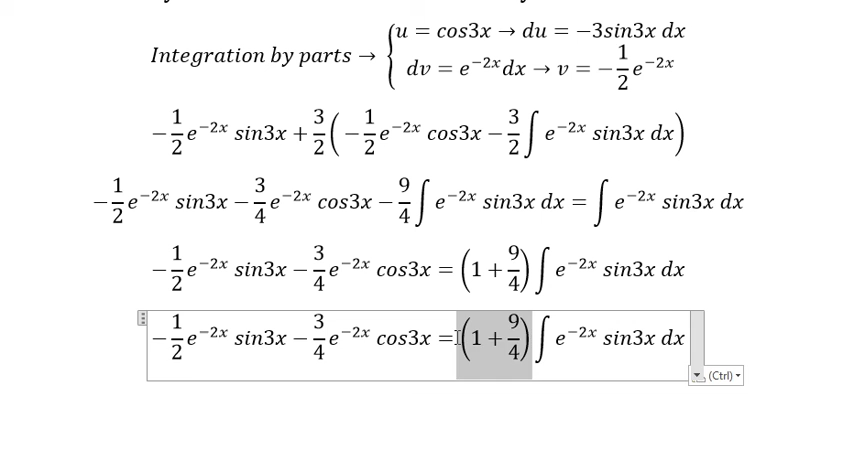 Integration by parts → { u = cos3x → du = −3sin3x dx
dv = e^{−2x}dx → v = −1/2 e^{−2x}
−1/2 e^{−2x} sin3x + 3/2 (−1/2 e^{−2x} cos3x − 3/2 ∫ e^{−2x} sin3x dx)
−1/2 e^{−2x} sin3x − 3/4 e^{−2x} cos3x − 9/4 ∫ e^{−2x} sin3x dx = ∫ e^{−2x} sin3x dx
−1/2 e^{−2x} sin3x − 3/4 e^{−2x} cos3x = (1 + 9/4) ∫ e^{−2x} sin3x dx
−1/2 e^{−2x} sin3x − 3/4 e^{−2x} cos3x = (1 + 9/4) ∫ e^{−2x} sin3x dx
(Ctrl)